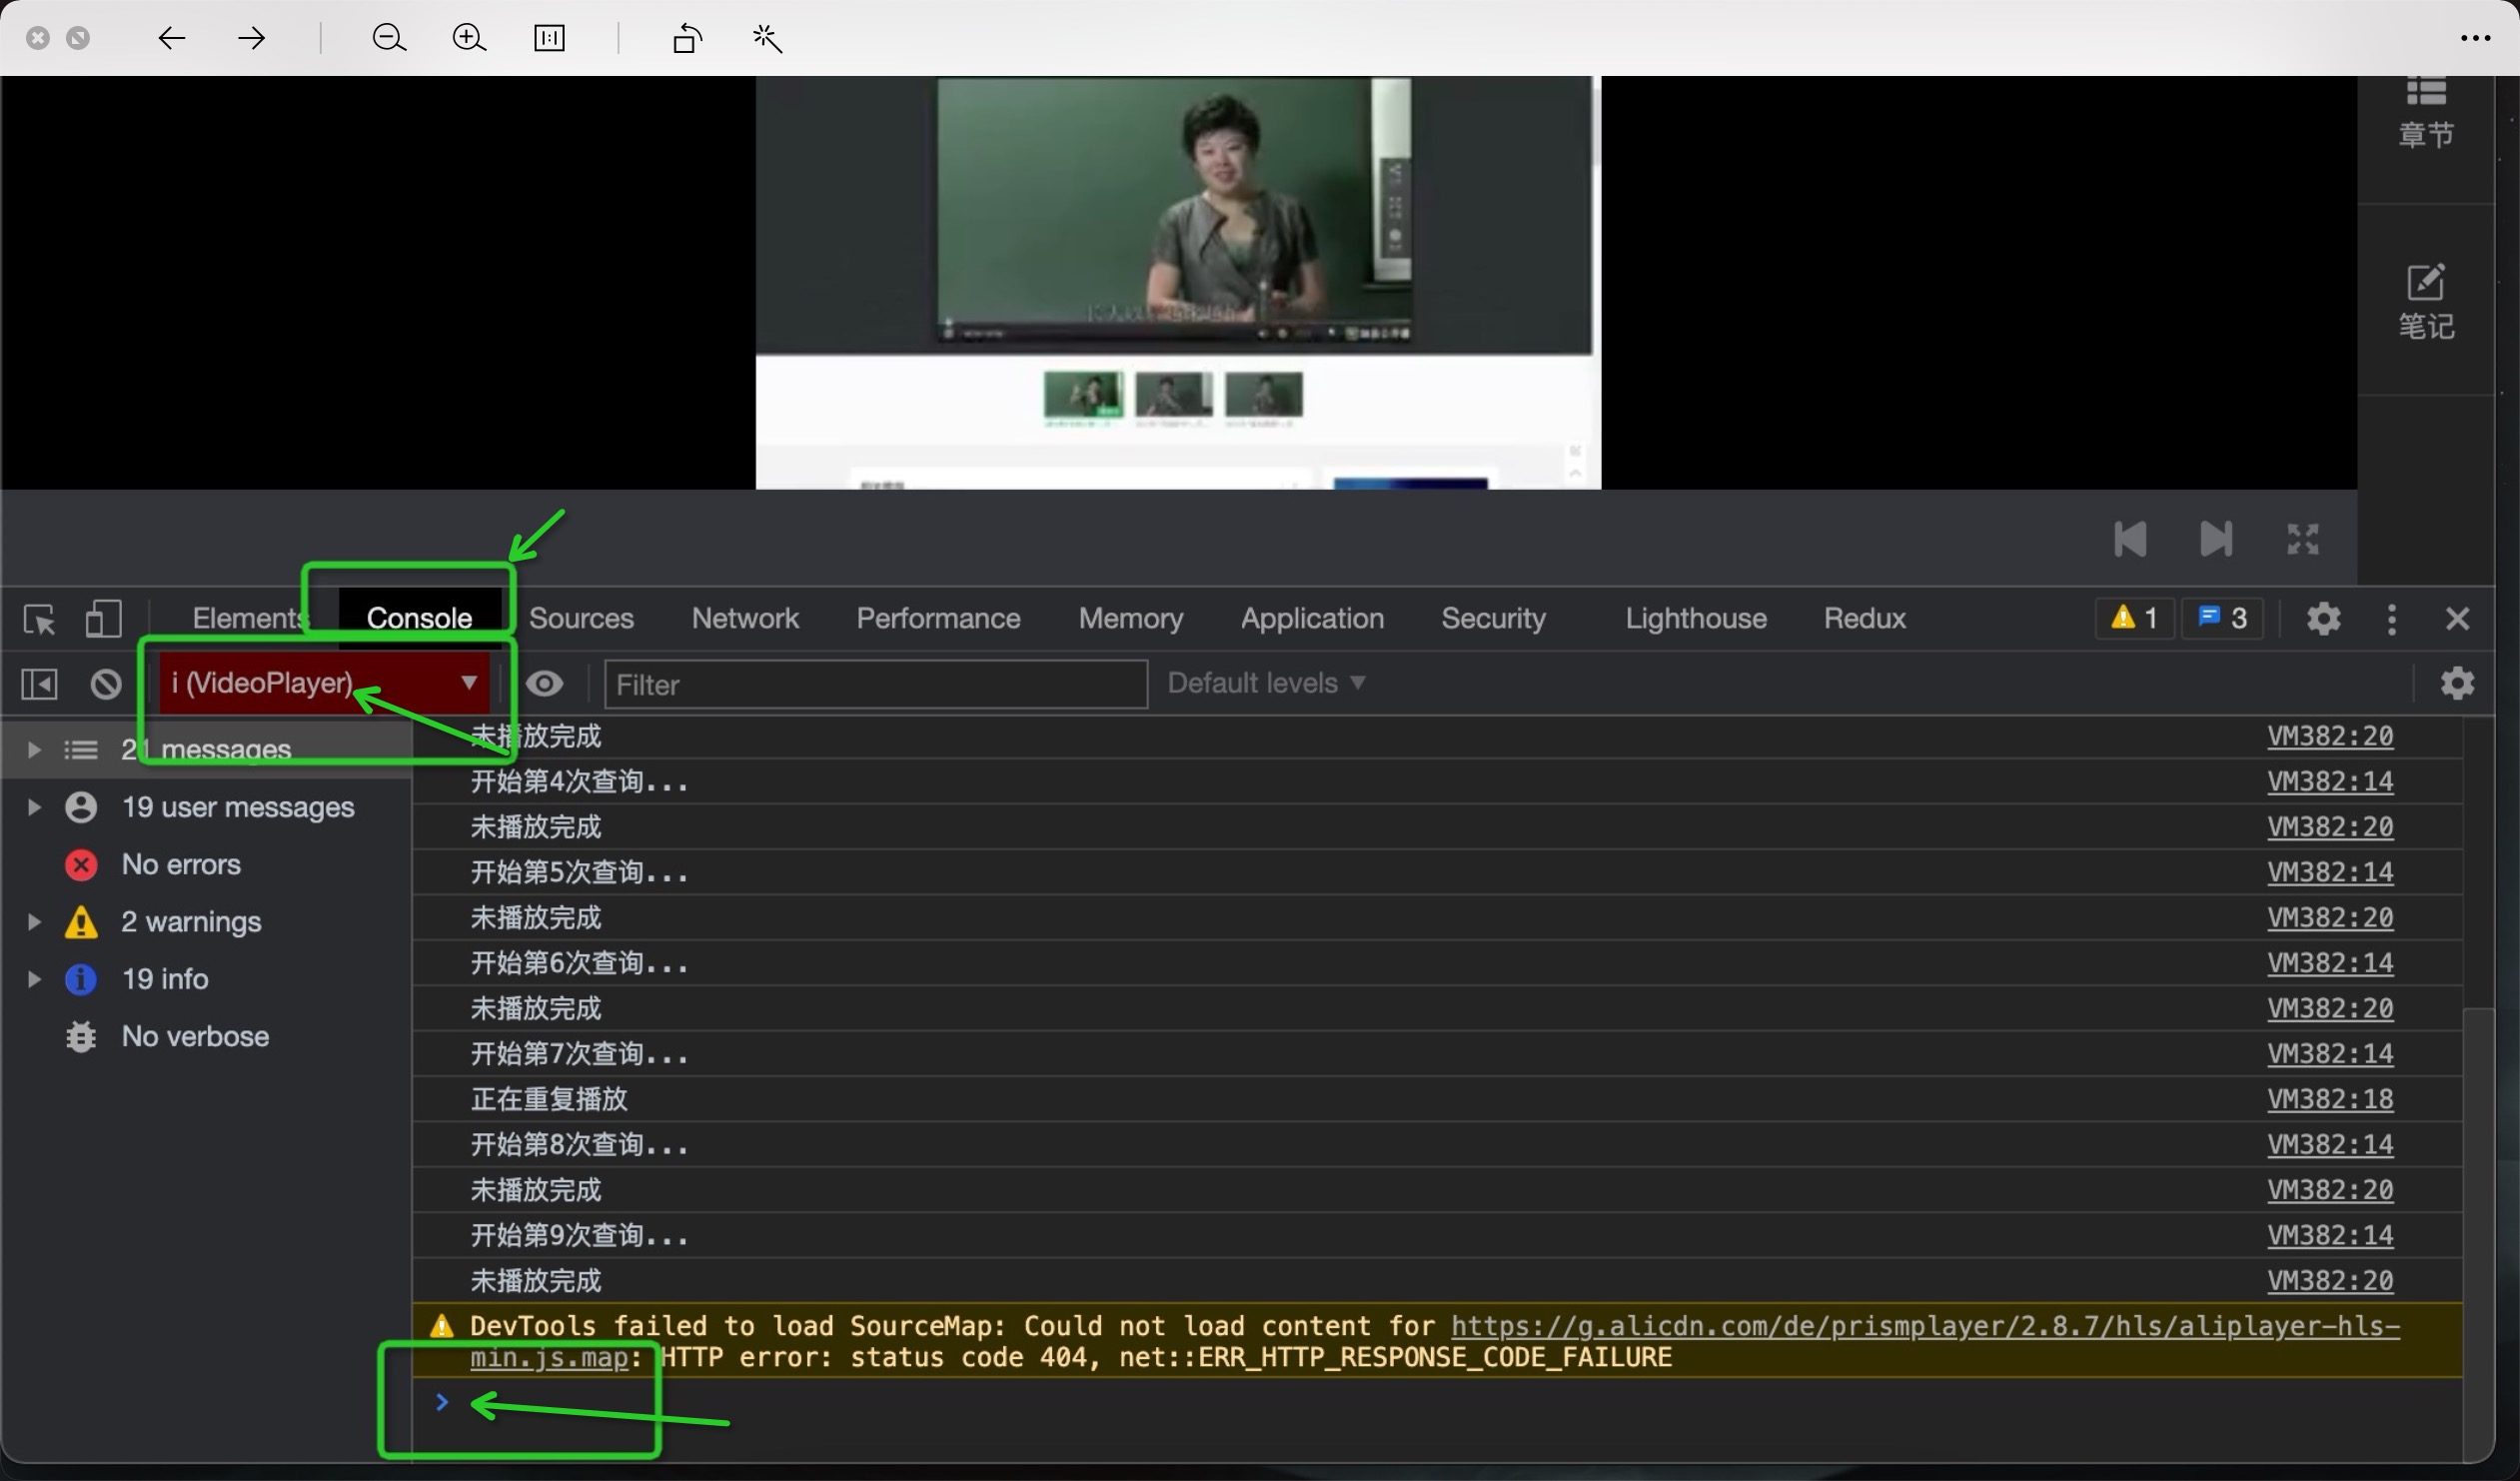 章节
笔记
Elements Console Sources Network Performance Memory Application Security Lighthouse Redux 1 3
i (VideoPlayer) Filter Default levels
21 messages
19 user messages
No errors
2 warnings
19 info
No verbose
未播放完成 VM382:20
开始第4次查询... VM382:14
未播放完成 VM382:20
开始第5次查询... VM382:14
未播放完成 VM382:20
开始第6次查询... VM382:14
未播放完成 VM382:20
开始第7次查询... VM382:14
正在重复播放 VM382:18
开始第8次查询... VM382:14
未播放完成 VM382:20
开始第9次查询... VM382:14
未播放完成 VM382:20
DevTools failed to load SourceMap: Could not load content for https://g.alicdn.com/de/prismplayer/2.8.7/hls/aliplayer-hls-
min.js.map: HTTP error: status code 404, net::ERR_HTTP_RESPONSE_CODE_FAILURE